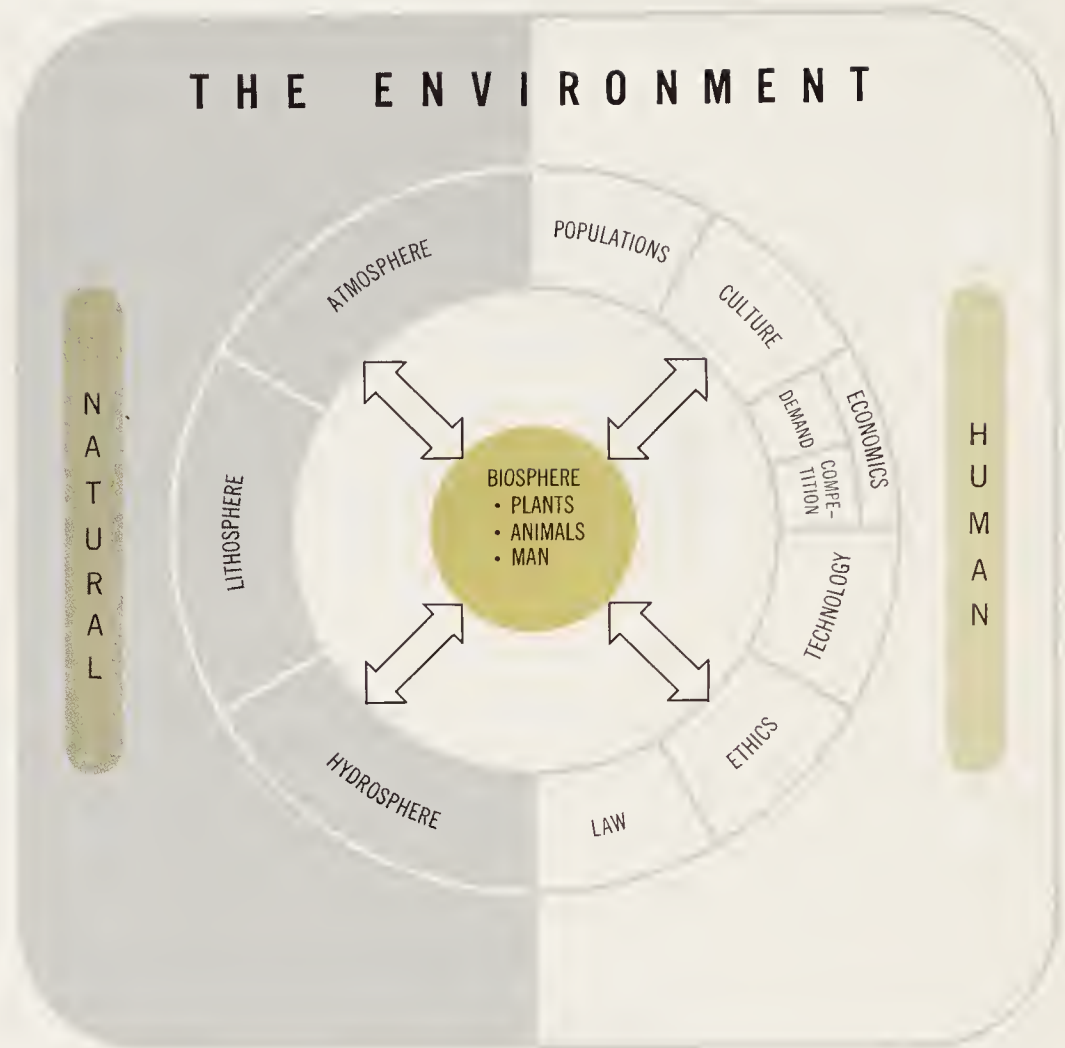 THE ENVIRONMENT
NATURAL
ATMOSPHERE
LITHOSPHERE
HYDROSPHERE
BIOSPHERE
• PLANTS
• ANIMALS
• MAN
POPULATIONS
CULTURE
ECONOMICS
DEMAND
COMPE-
TITION
TECHNOLOGY
ETHICS
LAW
HUMAN